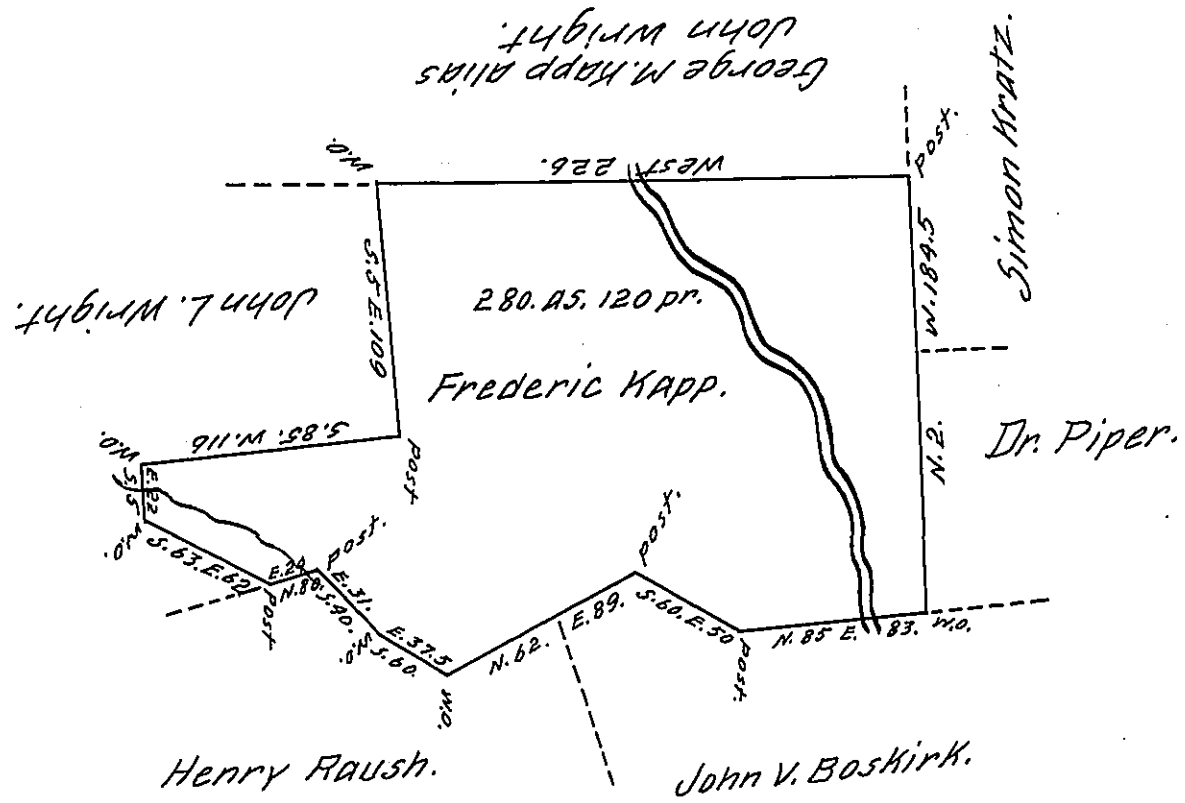 George M. Kapp alias
John Wright.
Simon Kratz.
W.O.
West 226.
Post.
W. 184.5
N. 2.
Dr. Piper.
John L. Wright.
S. 5 E. 109
280. AS. 120 pr.
Frederic Kapp.
S. 85. W. 116
Post
W.O.
S. 5
E. 22
W.O.
S. 63. E. 62
Post
N. 80.
E. 20
Post.
S. 40.
E. 31.
W.O.
S. 60.
E. 37.5
W.O.
N. 62. E. 89.
Post.
S. 60. E. 50
Post.
N. 85 E. 83.
W.O.
Henry Raush.
John V. Boskirk.